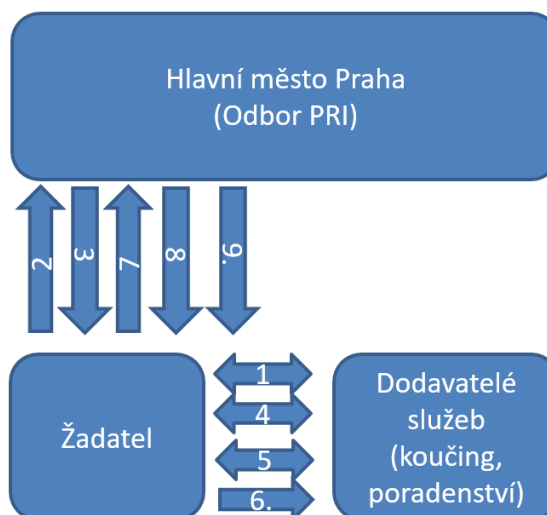 Hlavní město Praha
(Odbor PRI)
2
3
7
8
9.
Žadatel
1
4
5
6.
Dodavatelé
služeb
(koučing,
poradenství)